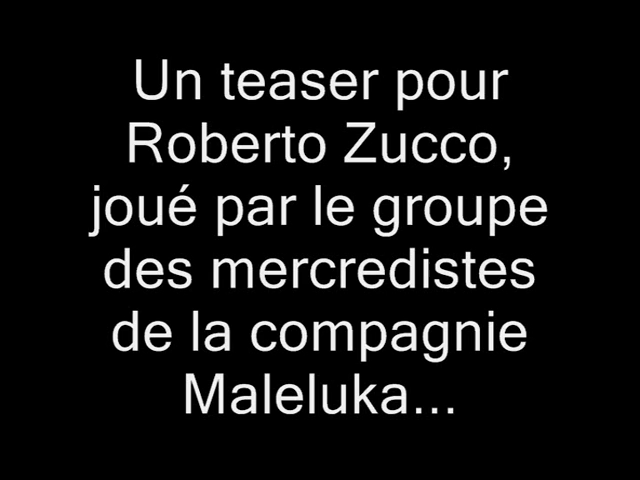 Un teaser pour
Roberto Zucco,
joué par le groupe
des mercredistes
de la compagnie
Maleluka...